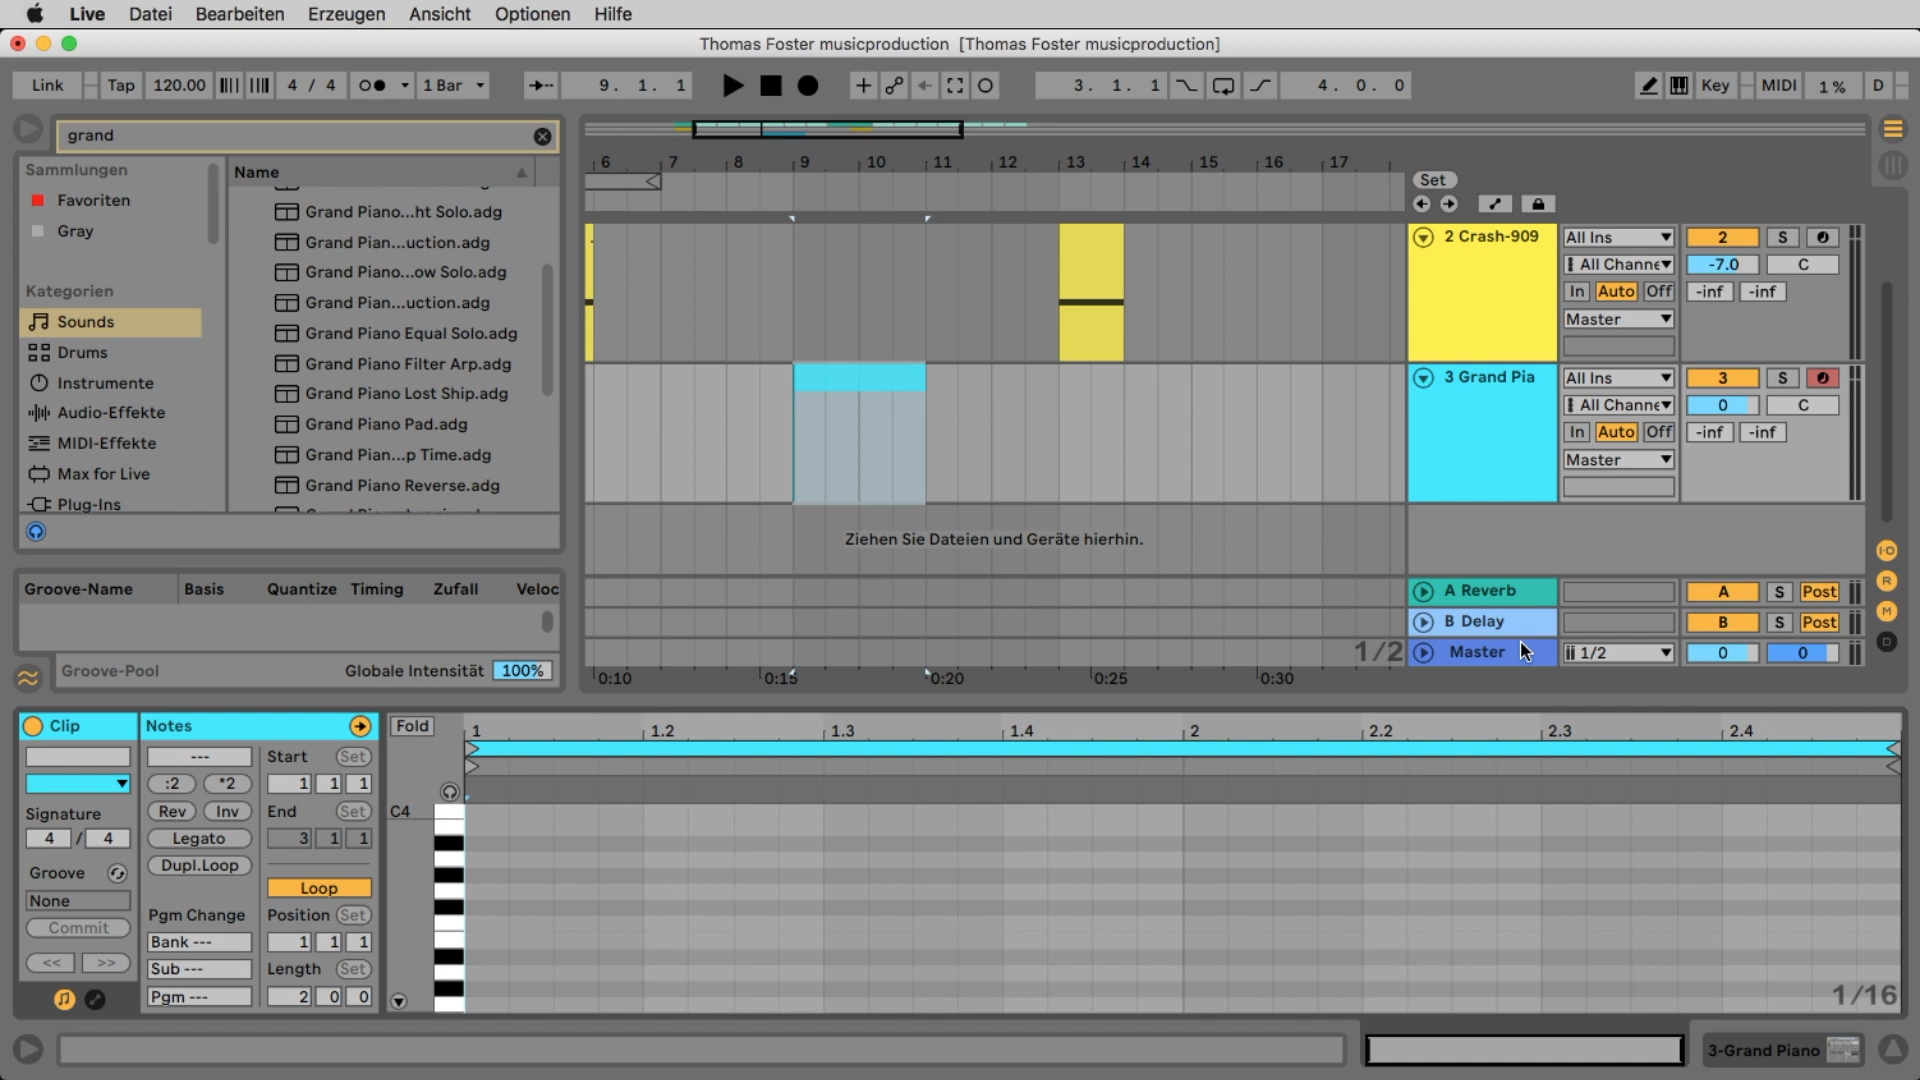 Live Datei Bearbeiten Erzeugen Ansicht Optionen Hilfe
Thomas Foster musicproduction [Thomas Foster musicproduction]
Link Tap 120.00 4 / 4 1 Bar 9. 1. 1 3. 1. 1 4. 0. 0 Key MIDI 1 % D
grand
Sammlungen
Favoriten
Gray
Kategorien
Sounds
Drums
Instrumente
Audio-Effekte
MIDI-Effekte
Max for Live
Plug-Ins
Name
Grand Piano...ht Solo.adg
Grand Pian...uction.adg
Grand Piano...ow Solo.adg
Grand Pian...uction.adg
Grand Piano Equal Solo.adg
Grand Piano Filter Arp.adg
Grand Piano Lost Ship.adg
Grand Piano Pad.adg
Grand Pian...p Time.adg
Grand Piano Reverse.adg
6 7 8 9 10 11 12 13 14 15 16 17
Set
2 Crash-909 All Ins 2 S
All Channe -7.0 C
In Auto Off -inf -inf
Master
3 Grand Pia All Ins 3 S
All Channe 0 C
In Auto Off -inf -inf
Master
Ziehen Sie Dateien und Geräte hierhin.
A Reverb A S Post
B Delay B S Post
1/2 Master 1/2 0 0
0:10 0:15 0:20 0:25 0:30
I·O
R
M
D
Groove-Name Basis Quantize Timing Zufall Veloc
Groove-Pool Globale Intensität 100%
Clip
Signature
4 / 4
Groove
None
Commit
<< >>
Notes
---
:2 *2
Rev Inv
Legato
Dupl.Loop
Pgm Change
Bank ---
Sub ---
Pgm ---
Start Set
1 1 1
End Set
3 1 1
Loop
Position Set
1 1 1
Length Set
2 0 0
Fold 1 1.2 1.3 1.4 2 2.2 2.3 2.4
C4
1/16
3-Grand Piano